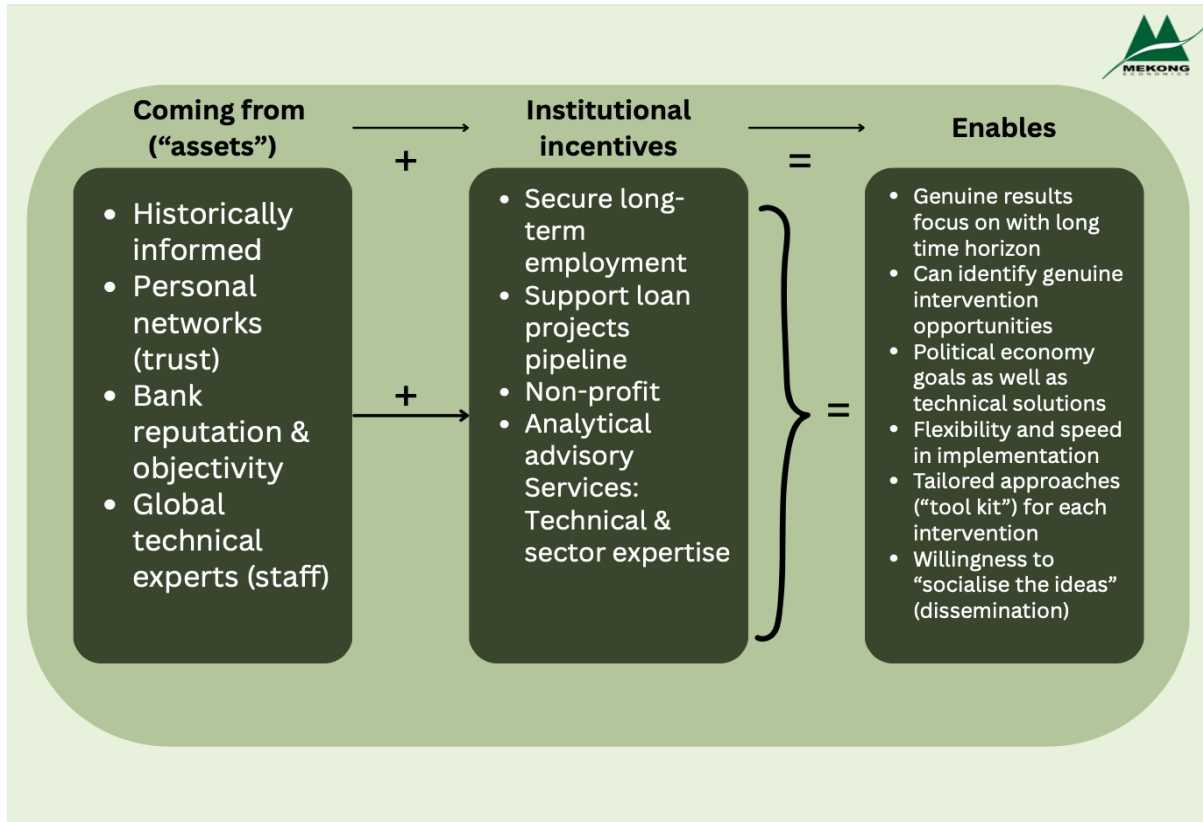 MEKONG
ECONOMICS
Coming from
(“assets”)
+
Institutional
incentives
=
Enables
• Historically
informed
• Personal
networks
(trust)
• Bank
reputation &
objectivity
• Global
technical
experts (staff)
+
• Secure long-
term
employment
• Support loan
projects
pipeline
• Non-profit
• Analytical
advisory
Services:
Technical &
sector expertise
=
• Genuine results
focus on with long
time horizon
• Can identify genuine
intervention
opportunities
• Political economy
goals as well as
technical solutions
• Flexibility and speed
in implementation
• Tailored approaches
(“tool kit”) for each
intervention
• Willingness to
“socialise the ideas”
(dissemination)